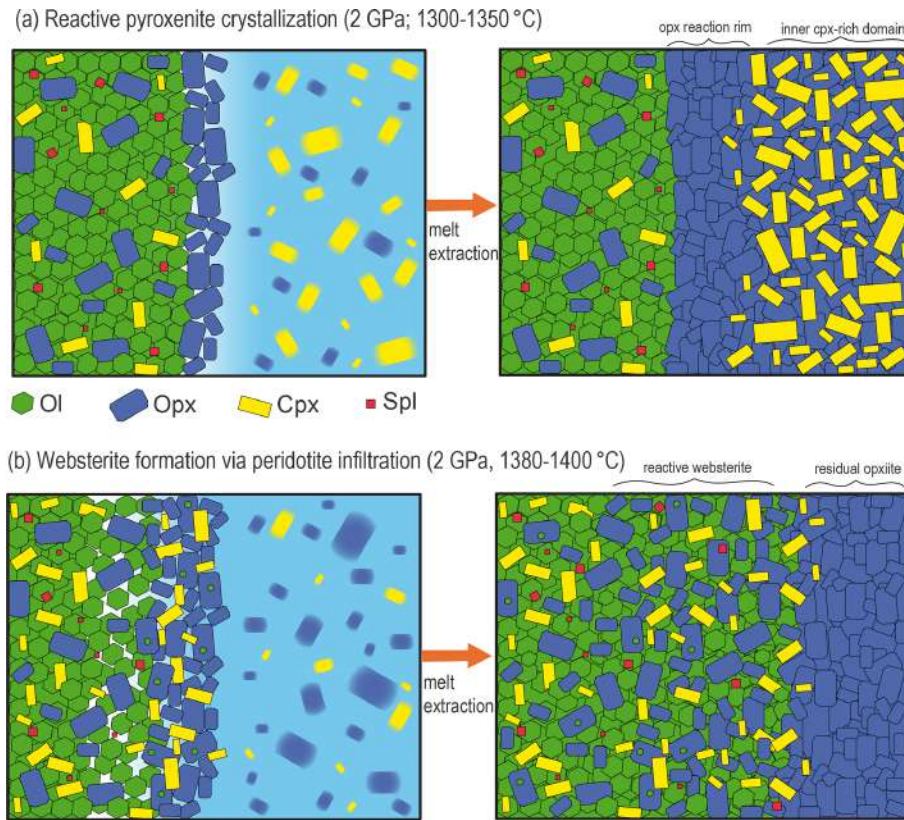 (a) Reactive pyroxenite crystallization (2 GPa; 1300-1350 °C)
opx reaction rim
inner cpx-rich domain
melt
extraction
Ol
Opx
Cpx
Spl
(b) Websterite formation via peridotite infiltration (2 GPa, 1380-1400 °C)
reactive websterite
residual opxiite
melt
extraction